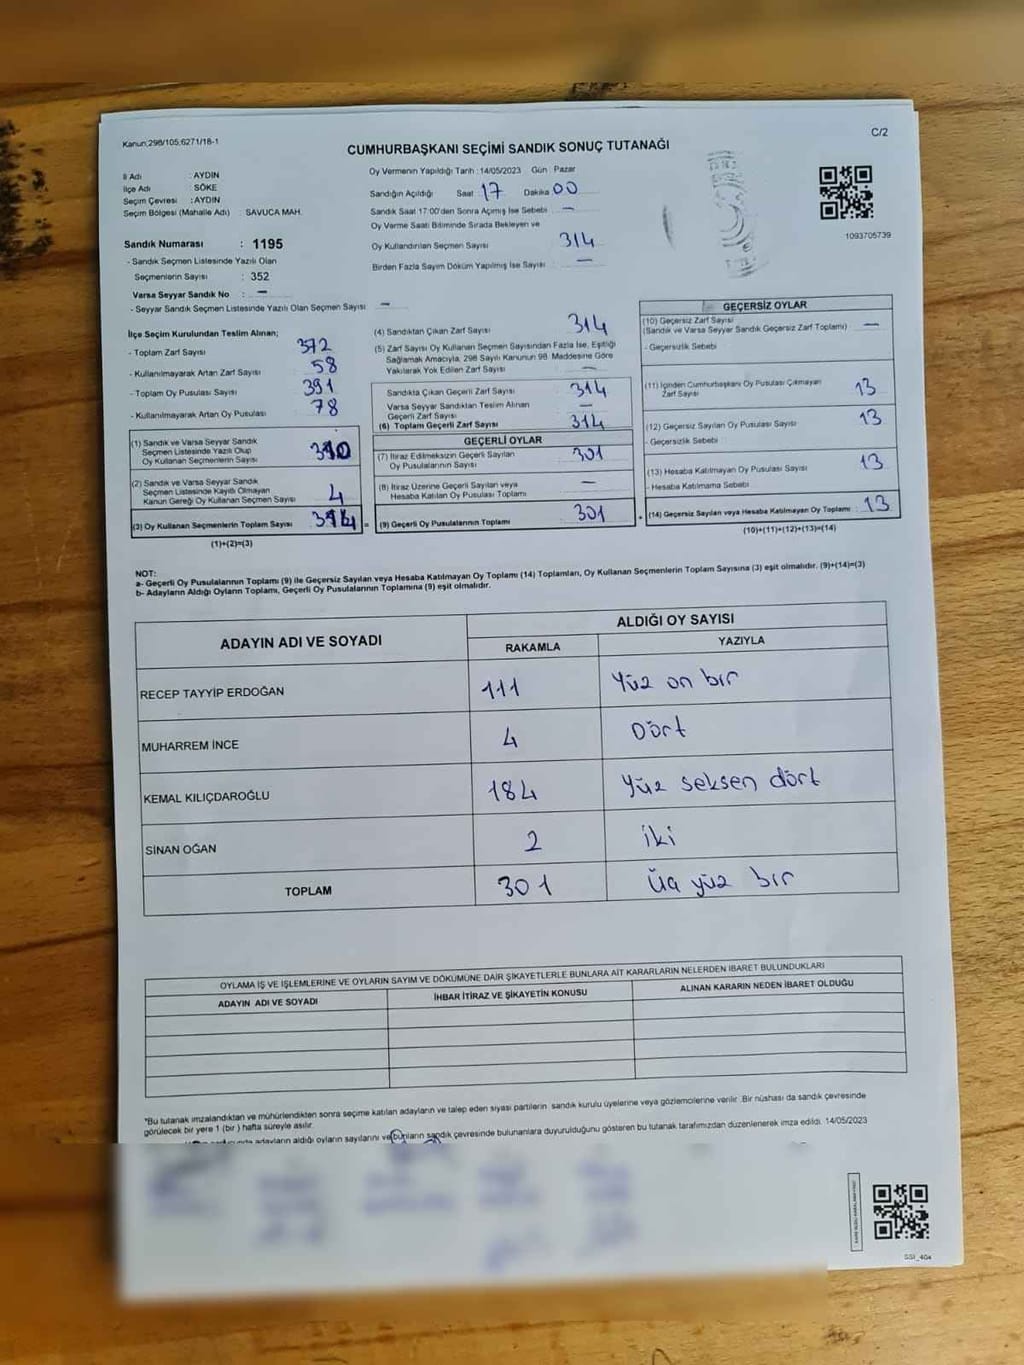 Kanun;298/105;6271/18-1
C/2
CUMHURBAŞKANI SEÇİMİ SANDIK SONUÇ TUTANAĞI
İl Adı : AYDIN
İlçe Adı : SÖKE
Seçim Çevresi : AYDIN
Seçim Bölgesi (Mahalle Adı) : SAVUCA MAH.
Sandık Numarası : 1195
- Sandık Seçmen Listesinde Yazılı Olan
Seçmenlerin Sayısı : 352
Varsa Seyyar Sandık No : –
- Seyyar Sandık Seçmen Listesinde Yazılı Olan Seçmen Sayısı –
Oy Vermenin Yapıldığı Tarih :14/05/2023 Gün Pazar
Sandığın Açıldığı Saat 17 Dakika 00
Sandık Saat 17:00'den Sonra Açımış İse Sebebi –
Oy Verme Saati Bitiminde Sırada Bekleyen ve
Oy Kullandırılan Seçmen Sayısı 314
Birden Fazla Sayım Döküm Yapılmış İse Sayısı –
1093705739
İlçe Seçim Kurulundan Teslim Alınan;
- Toplam Zarf Sayısı 372
- Kullanılmayarak Artan Zarf Sayısı 58
- Toplam Oy Pusulası Sayısı 391
- Kullanılmayarak Artan Oy Pusulası 78
(1) Sandık ve Varsa Seyyar Sandık
Seçmen Listesinde Yazılı Olup
Oy Kullanan Seçmenlerin Sayısı
(2) Sandık ve Varsa Seyyar Sandık
Seçmen Listesinde Kayıtlı Olmayan
Kanun Gereği Oy Kullanan Seçmen Sayısı 4
(3) Oy Kullanan Seçmenlerin Toplam Sayısı =
(1)+(2)=(3)
(4) Sandıktan Çıkan Zarf Sayısı 314
(5) Zarf Sayısı Oy Kullanan Seçmen Sayısından Fazla İse, Eşitliği
Sağlamak Amacıyla, 298 Sayılı Kanunun 98. Maddesine Göre
Yakılarak Yok Edilen Zarf Sayısı –
Sandıkta Çıkan Geçerli Zarf Sayısı 314
Varsa Seyyar Sandıktan Teslim Alınan
Geçerli Zarf Sayısı –
(6) Toplam Geçerli Zarf Sayısı 314
GEÇERLİ OYLAR
(7) İtiraz Edilmeksizin Geçerli Sayılan
Oy Pusulalarının Sayısı 301
(8) İtiraz Üzerine Geçerli Sayılan veya
Hesaba Katılan Oy Pusulası Toplamı –
(9) Geçerli Oy Pusulalarının Toplamı 301 +
GEÇERSİZ OYLAR
(10) Geçersiz Zarf Sayısı
(Sandık ve Varsa Seyyar Sandık Geçersiz Zarf Toplamı) –
- Geçersizlik Sebebi
(11) İçinden Cumhurbaşkanı Oy Pusulası Çıkmayan
Zarf Sayısı 13
(12) Geçersiz Sayılan Oy Pusulası Sayısı 13
- Geçersizlik Sebebi
(13) Hesaba Katılmayan Oy Pusulası Sayısı 13
- Hesaba Katılmama Sebebi
(14) Geçersiz Sayılan veya Hesaba Katılmayan Oy Toplamı : 13
(10)+(11)+(12)+(13)=(14)
NOT:
a- Geçerli Oy Pusulalarının Toplamı (9) ile Geçersiz Sayılan veya Hesaba Katılmayan Oy Toplamı (14) Toplamları, Oy Kullanan Seçmenlerin Toplam Sayısına (3) eşit olmalıdır. (9)+(14)=(3)
b- Adayların Aldığı Oyların Toplamı, Geçerli Oy Pusulalarının Toplamına (9) eşit olmalıdır.
ADAYIN ADI VE SOYADI ALDIĞI OY SAYISI
RAKAMLA YAZIYLA
RECEP TAYYİP ERDOĞAN 111 Yüz on bir
MUHARREM İNCE 4 Dört
KEMAL KILIÇDAROĞLU 184 Yüz seksen dört
SİNAN OĞAN 2 İki
TOPLAM 301 Üç yüz bir
OYLAMA İŞ VE İŞLEMLERİNE VE OYLARIN SAYIM VE DÖKÜMÜNE DAİR ŞİKAYETLERLE BUNLARA AİT KARARLARIN NELERDEN İBARET BULUNDUKLARI
ADAYIN ADI VE SOYADI İHBAR İTİRAZ VE ŞİKAYETİN KONUSU ALINAN KARARIN NEDEN İBARET OLDUĞU
*Bu tutanak imzalandıktan ve mühürlendikten sonra seçime katılan adayların ve talep eden siyasi partilerin sandık kurulu üyelerine veya gözlemcilerine verilir. Bir nüshası da sandık çevresinde
görülecek bir yere 1 (bir) hafta süreyle asılır.
adayların aldığı oyların sayılarını ve bunların sandık çevresinde bulunanlara duyurulduğunu gösteren bu tutanak tarafımızdan düzenlenerek imza edildi. 14/05/2023
SSI_40a